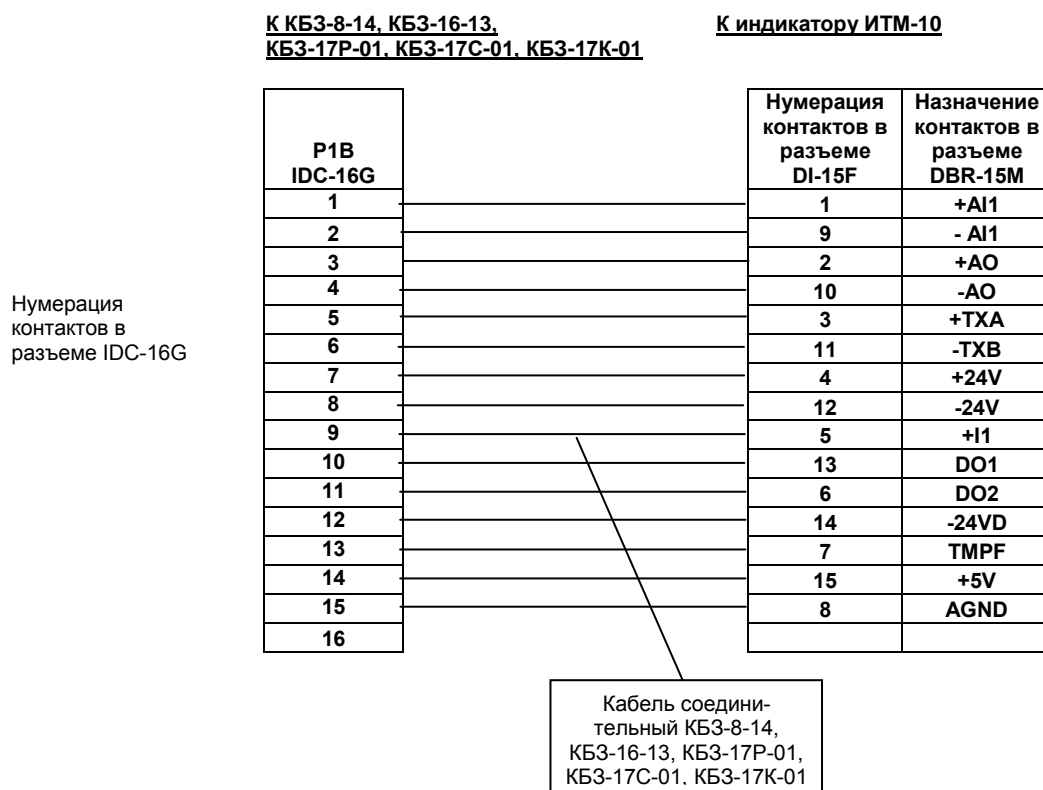 К КБЗ-8-14, КБЗ-16-13,
КБЗ-17Р-01, КБЗ-17С-01, КБЗ-17К-01
К индикатору ИТМ-10
Р1В
IDC-16G
Нумерация
контактов в
разъеме
DI-15F
Назначение
контактов в
разъеме
DBR-15M
1 1 +AI1
2 9 - AI1
3 2 +AO
4 10 -AO
5 3 +TXA
6 11 -TXB
7 4 +24V
8 12 -24V
9 5 +I1
10 13 DO1
11 6 DO2
12 14 -24VD
13 7 TMPF
14 15 +5V
15 8 AGND
16
Нумерация
контактов в
разъеме IDC-16G
Кабель соедини-
тельный КБЗ-8-14,
КБЗ-16-13, КБЗ-17Р-01,
КБЗ-17С-01, КБЗ-17К-01